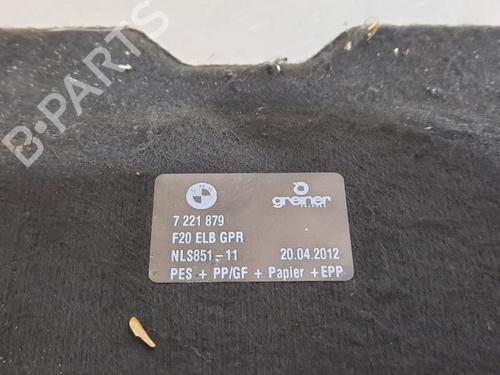 B-PARTS
greiner
7 221 879
F20 ELB GPR
NLS851-11 20.04.2012
PES + PP/GF + Papier +EPP